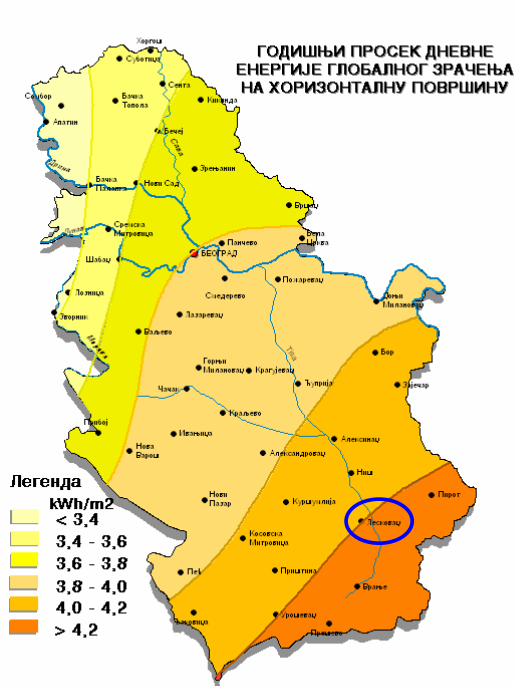 ГОДИШЊИ ПРОСЕК ДНЕВНЕ
ЕНЕРГИЈЕ ГЛОБАЛНОГ ЗРАЧЕЊА
НА ХОРИЗОНТАЛНУ ПОВРШИНУ
Хоргош
Суботица
Сента
Сомбор
Бачка
Топола
Кикинда
Апатин
Бечеј
Зрењанин
Бачка
Паланка
Нови Сад
Вршац
Сремска
Митровица
Панчево
Бела
Црква
Шабац
БЕОГРАД
Смедерево
Пожаревац
Лозница
Доњи
Милановац
Зворник
Лазаревац
Ваљево
Бор
Горњи
Милановац
Крагујевац
Зајечар
Чачак
Ћуприја
Краљево
Прибој
Ивањица
Алексинац
Нова
Варош
Александровац
Ниш
Пирот
Нови
Пазар
Куршумлија
Лесковац
Косовска
Митровица
Пећ
Приштина
Врање
Ђаковица
Урошевац
Прешево
Легенда
kWh/m2
< 3,4
3,4 - 3,6
3,6 - 3,8
3,8 - 4,0
4,0 - 4,2
> 4,2